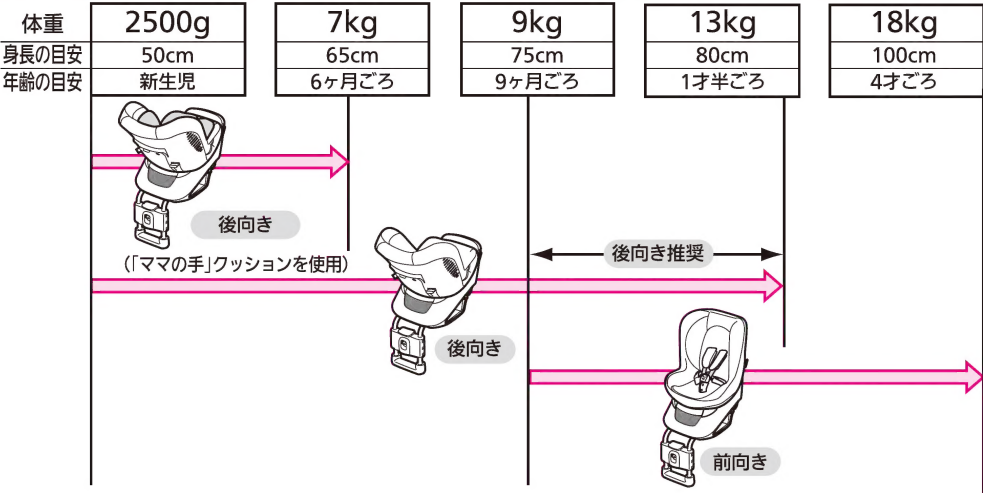 体重 2500g 7kg 9kg 13kg 18kg
身長の目安 50cm 65cm 75cm 80cm 100cm
年齢の目安 新生児 6ヶ月ごろ 9ヶ月ごろ 1才半ごろ 4才ごろ
後向き
(「ママの手」クッションを使用)
後向き推奨
後向き
前向き